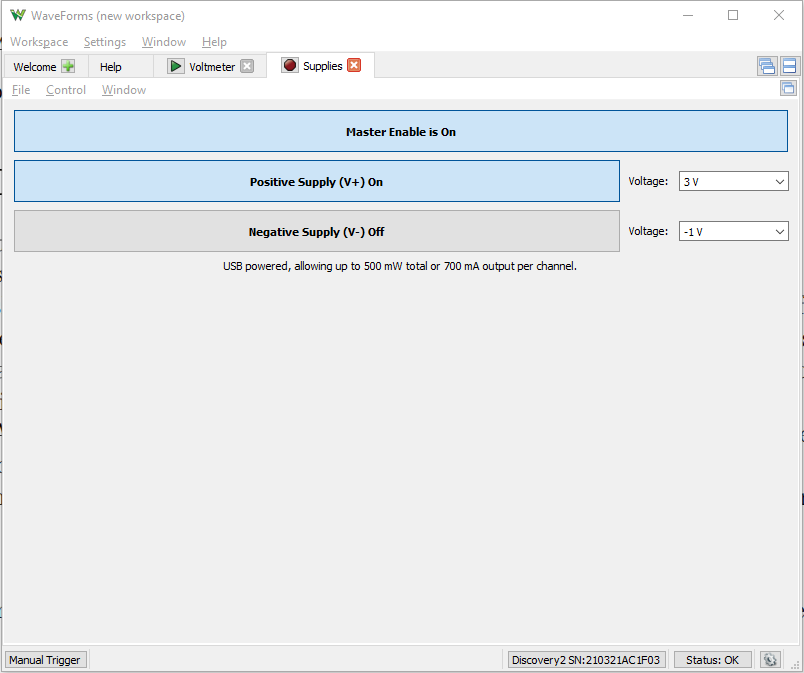 WaveForms (new workspace)
Workspace Settings Window Help
Welcome Help Voltmeter Supplies
File Control Window
Master Enable is On
Positive Supply (V+) On Voltage: 3 V
Negative Supply (V-) Off Voltage: -1 V
USB powered, allowing up to 500 mW total or 700 mA output per channel.
Manual Trigger Discovery2 SN:210321AC1F03 Status: OK